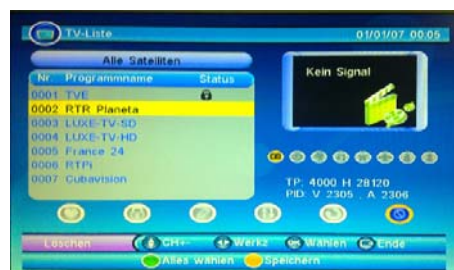 TV-Liste 01/01/07 00:05
Alle Satelliten
Nr. Programmname Status
0001 TVE
0002 RTR Planeta
0003 LUXE-TV-SD
0004 LUXE-TV-HD
0005 France 24
0006 RTPi
0007 Cubavision
Kein Signal
TP: 4000 H 28120
PID: V 2305 , A 2306
Löschen CH+- Werkz Wählen Ende
Alles wählen Speichern